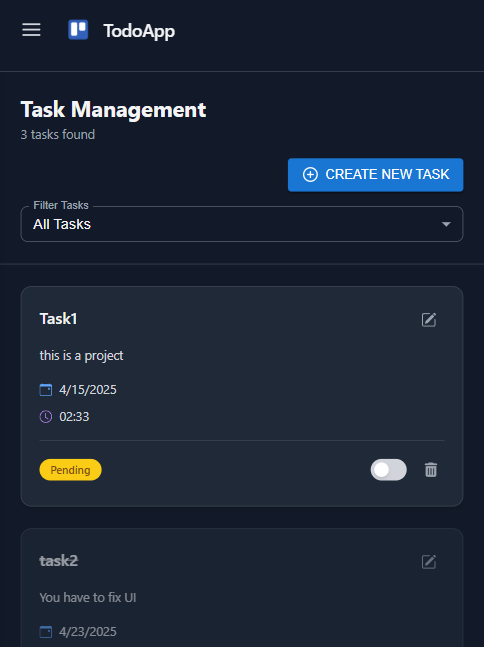 TodoApp
Task Management
3 tasks found
CREATE NEW TASK
Filter Tasks
All Tasks
Task1
this is a project
4/15/2025
02:33
Pending
task2
You have to fix UI
4/23/2025